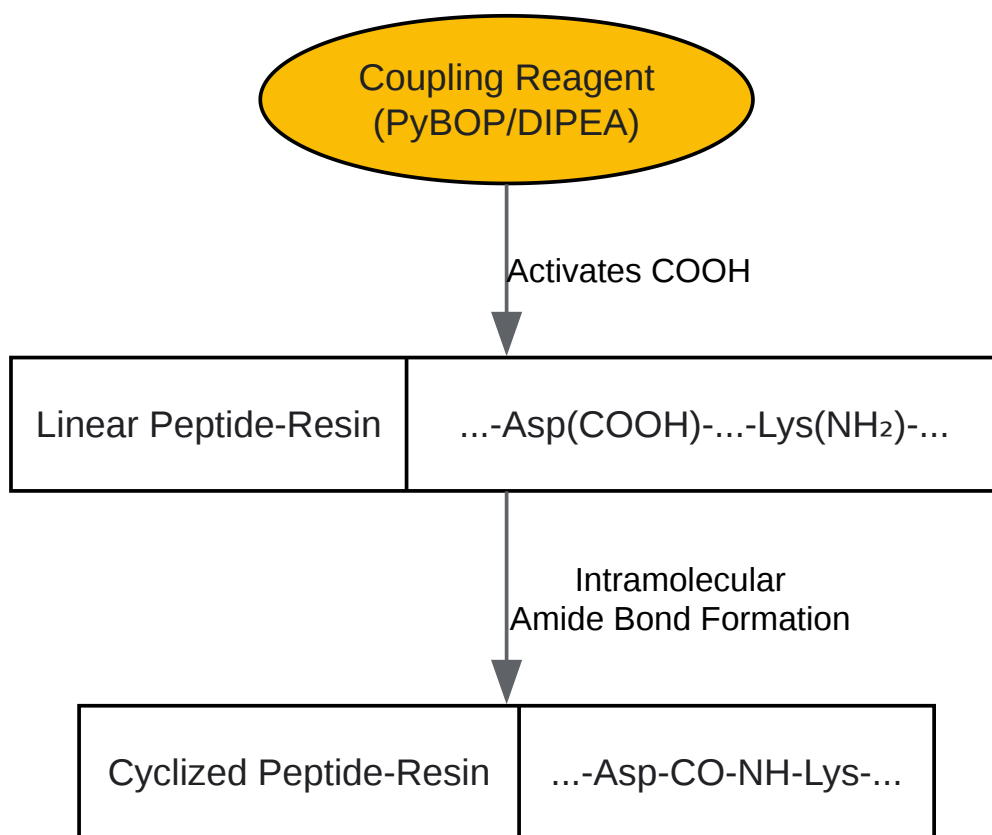 Coupling Reagent
(PyBOP/DIPEA)
Activates COOH
Linear Peptide-Resin
...-Asp(COOH)-...-Lys(NH₂)-...
Intramolecular
Amide Bond Formation
Cyclized Peptide-Resin
...-Asp-CO-NH-Lys-...